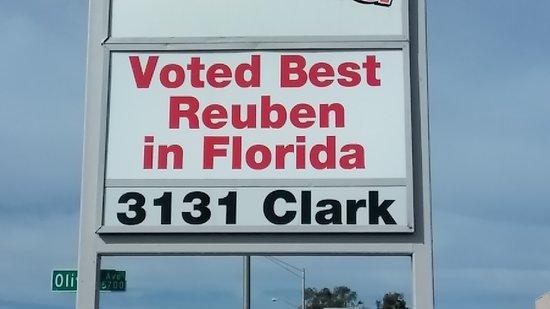 Voted Best
Reuben
in Florida
3131 Clark
Ave
5700